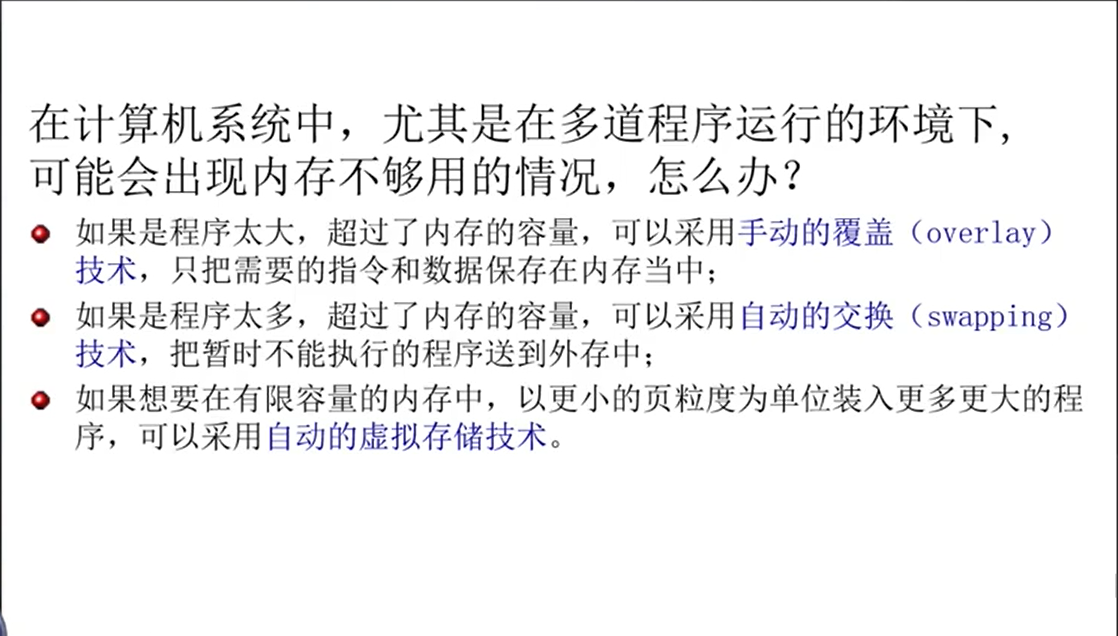 在计算机系统中，尤其是在多道程序运行的环境下,
可能会出现内存不够用的情况，怎么办？
如果是程序太大，超过了内存的容量，可以采用手动的覆盖（overlay）
技术，只把需要的指令和数据保存在内存当中；
如果是程序太多，超过了内存的容量，可以采用自动的交换（swapping）
技术，把暂时不能执行的程序送到外存中；
如果想要在有限容量的内存中，以更小的页粒度为单位装入更多更大的程
序，可以采用自动的虚拟存储技术。